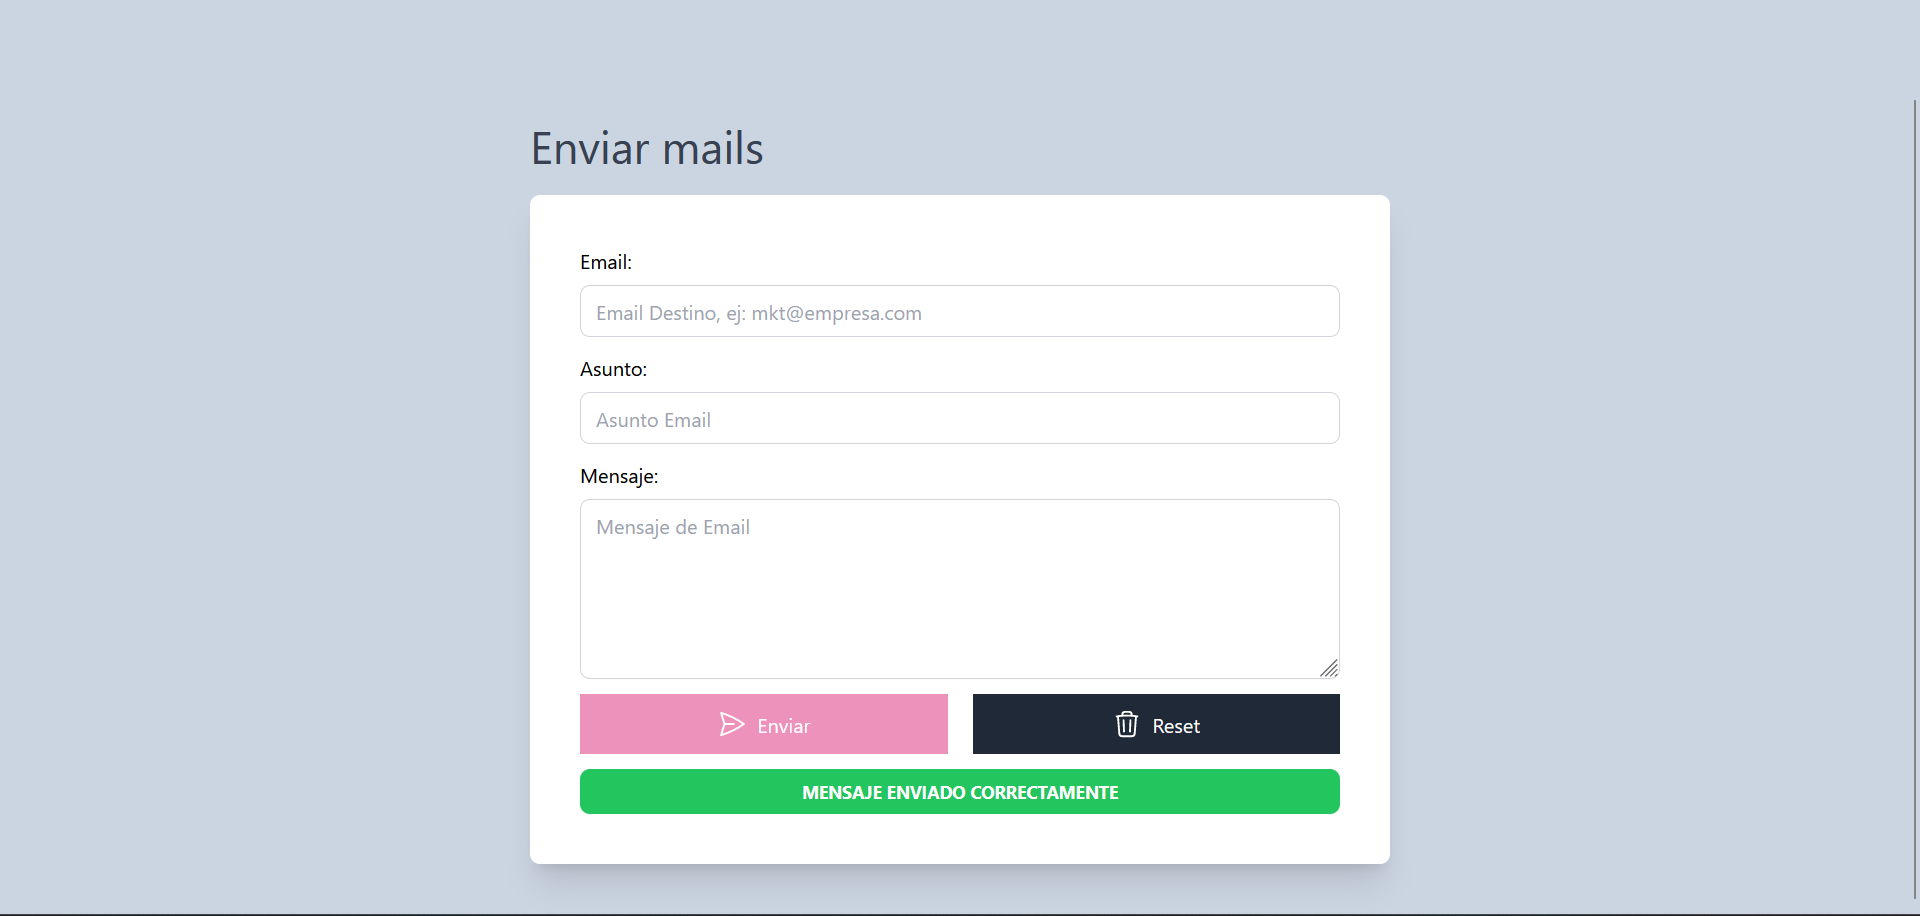 Enviar mails
Email:
Email Destino, ej: mkt@empresa.com
Asunto:
Asunto Email
Mensaje:
Mensaje de Email
Enviar
Reset
MENSAJE ENVIADO CORRECTAMENTE